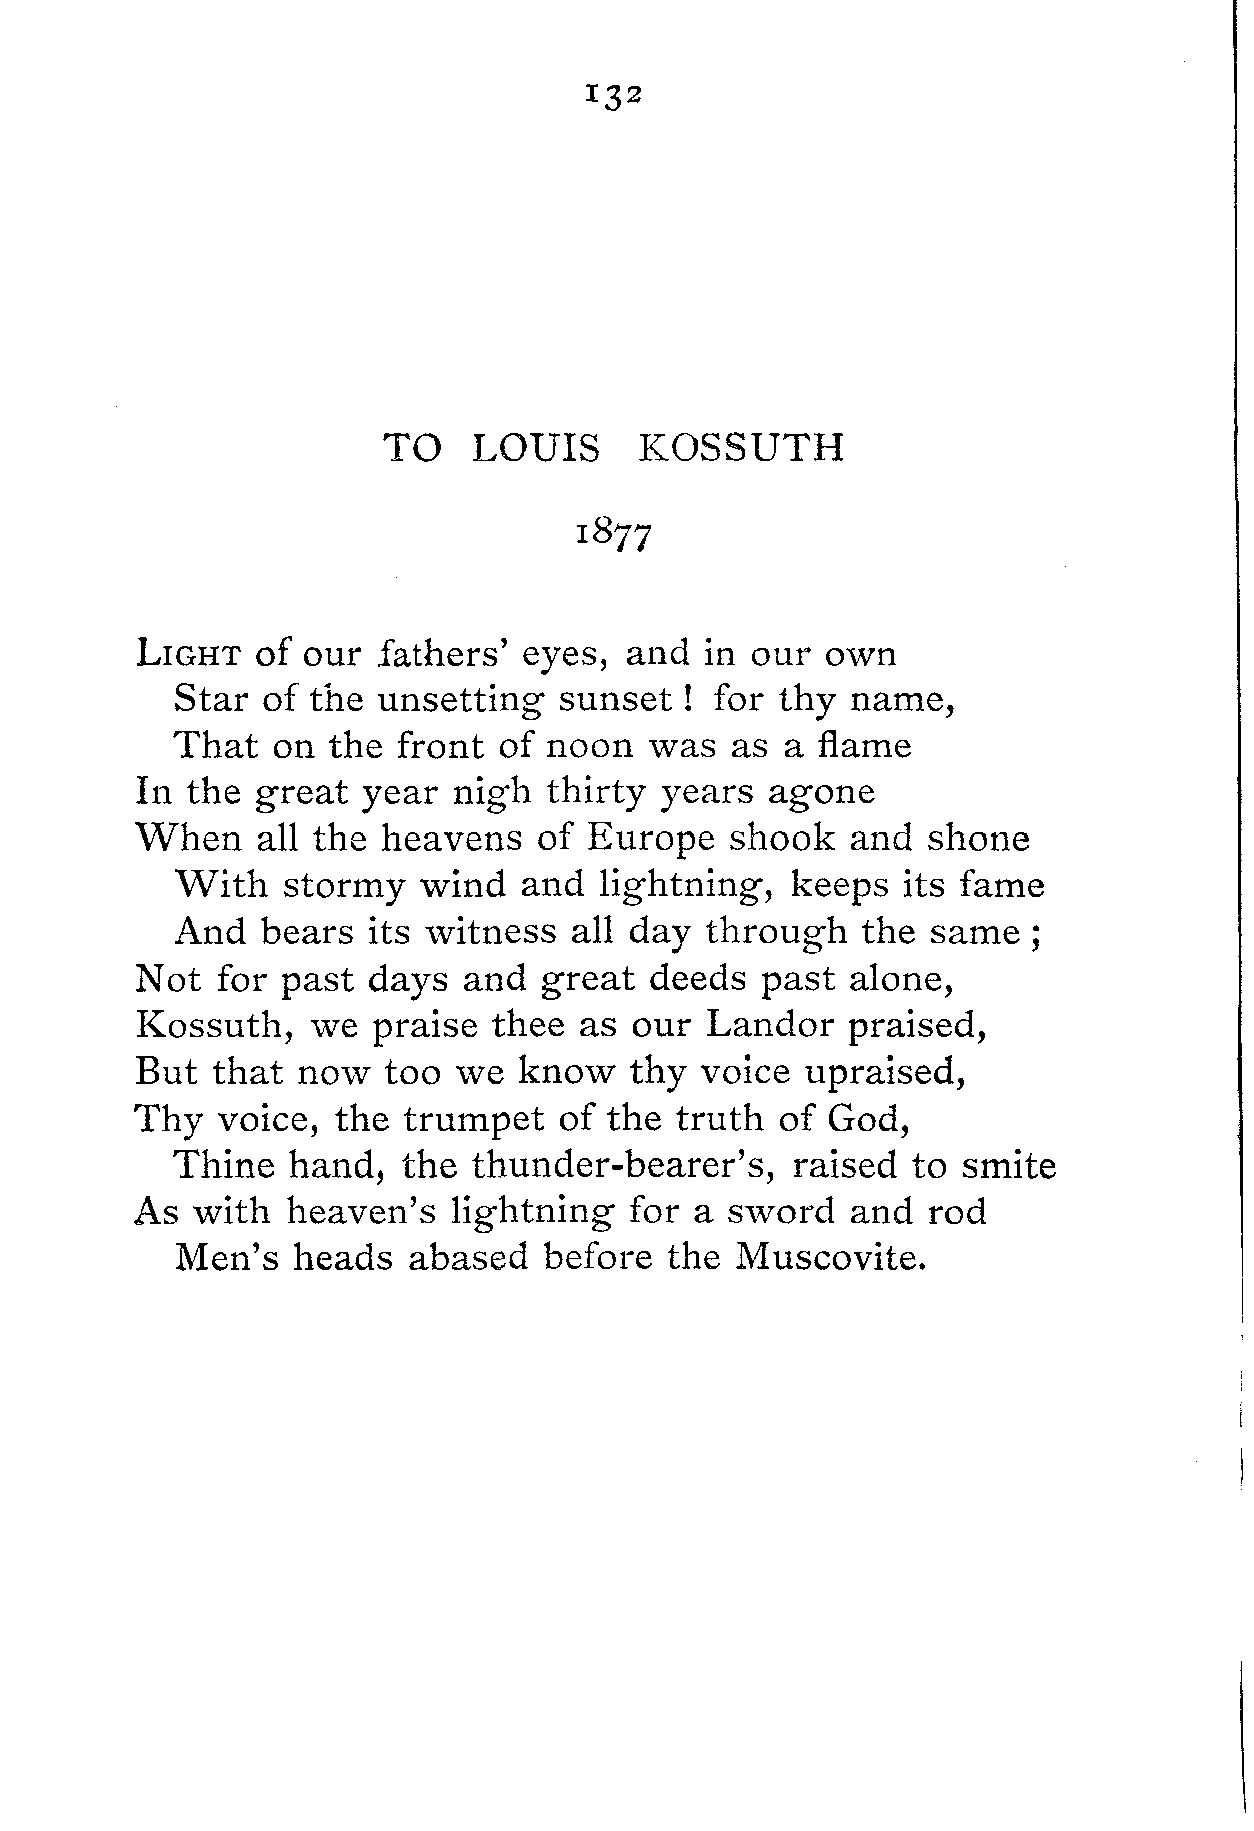 132
TO LOUIS KOSSUTH
1877
LIGHT of our fathers' eyes, and in our own
Star of the unsetting sunset ! for thy name,
That on the front of noon was as a flame
In the great year nigh thirty years agone
When all the heavens of Europe shook and shone
With stormy wind and lightning, keeps its fame
And bears its witness all day through the same ;
Not for past days and great deeds past alone,
Kossuth, we praise thee as our Landor praised,
But that now too we know thy voice upraised,
Thy voice, the trumpet of the truth of God,
Thine hand, the thunder-bearer's, raised to smite
As with heaven's lightning for a sword and rod
Men's heads abased before the Muscovite.